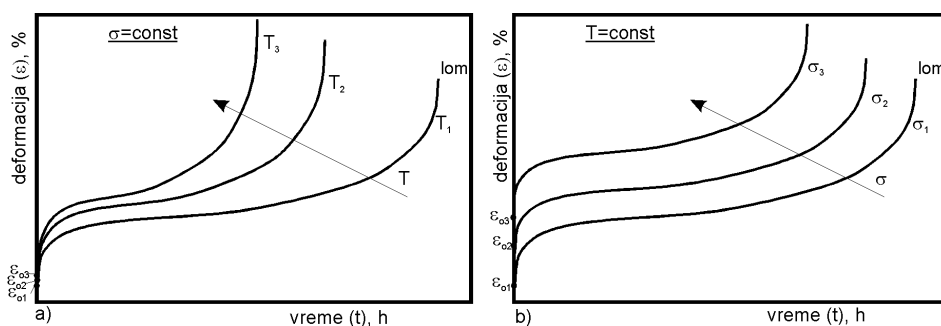 σ=const
deformacija (ε), %
T₃
T₂
lom
T₁
T
εₒ₃
εₒ₂
εₒ₁
a)
vreme (t), h
T=const
deformacija (ε), %
σ₃
lom
σ₂
σ₁
σ
εₒ₃
εₒ₂
εₒ₁
b)
vreme (t), h